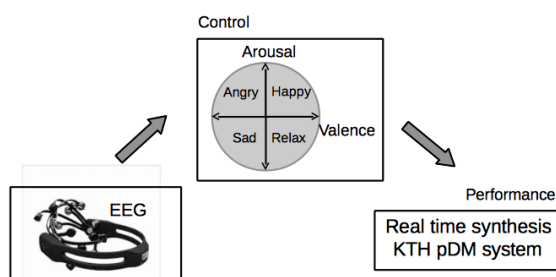 Control
Arousal
Angry Happy
Valence
Sad Relax
EEG
Performance
Real time synthesis
KTH pDM system